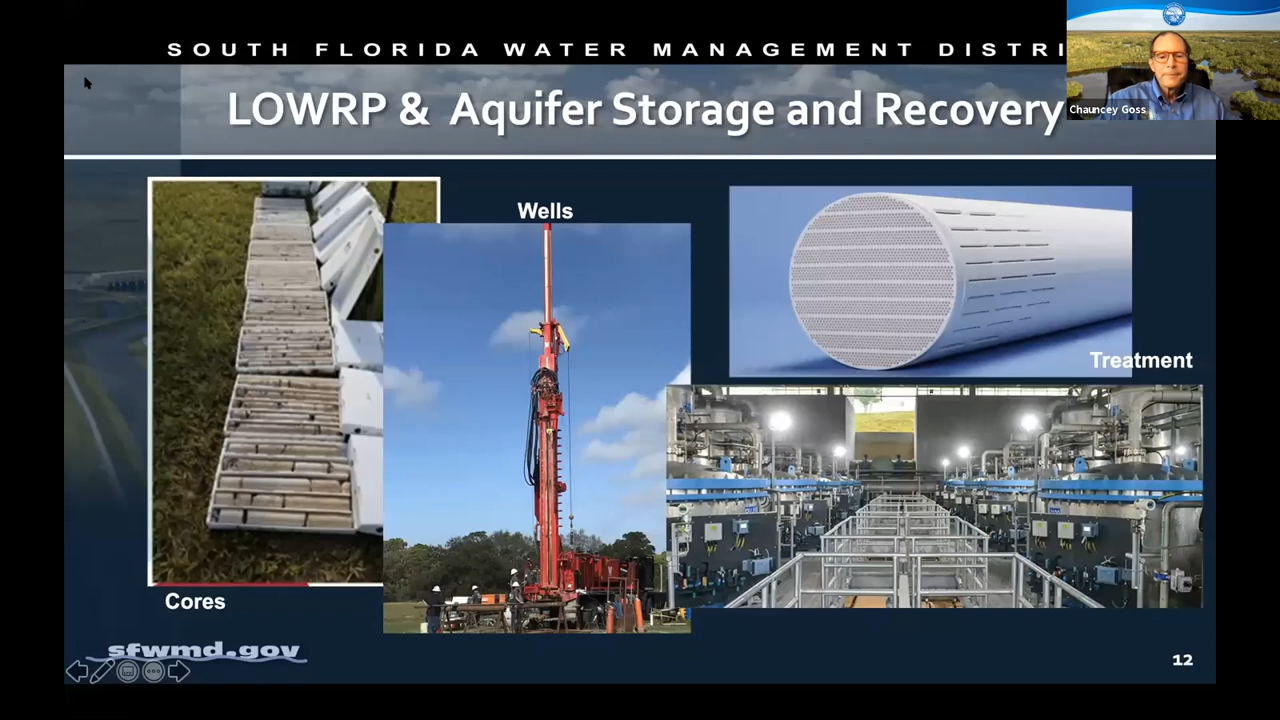 SOUTH FLORIDA WATER MANAGEMENT DISTRI
Chauncey Goss
LOWRP & Aquifer Storage and Recovery
Wells
Treatment
Cores
sfwmd.gov
12